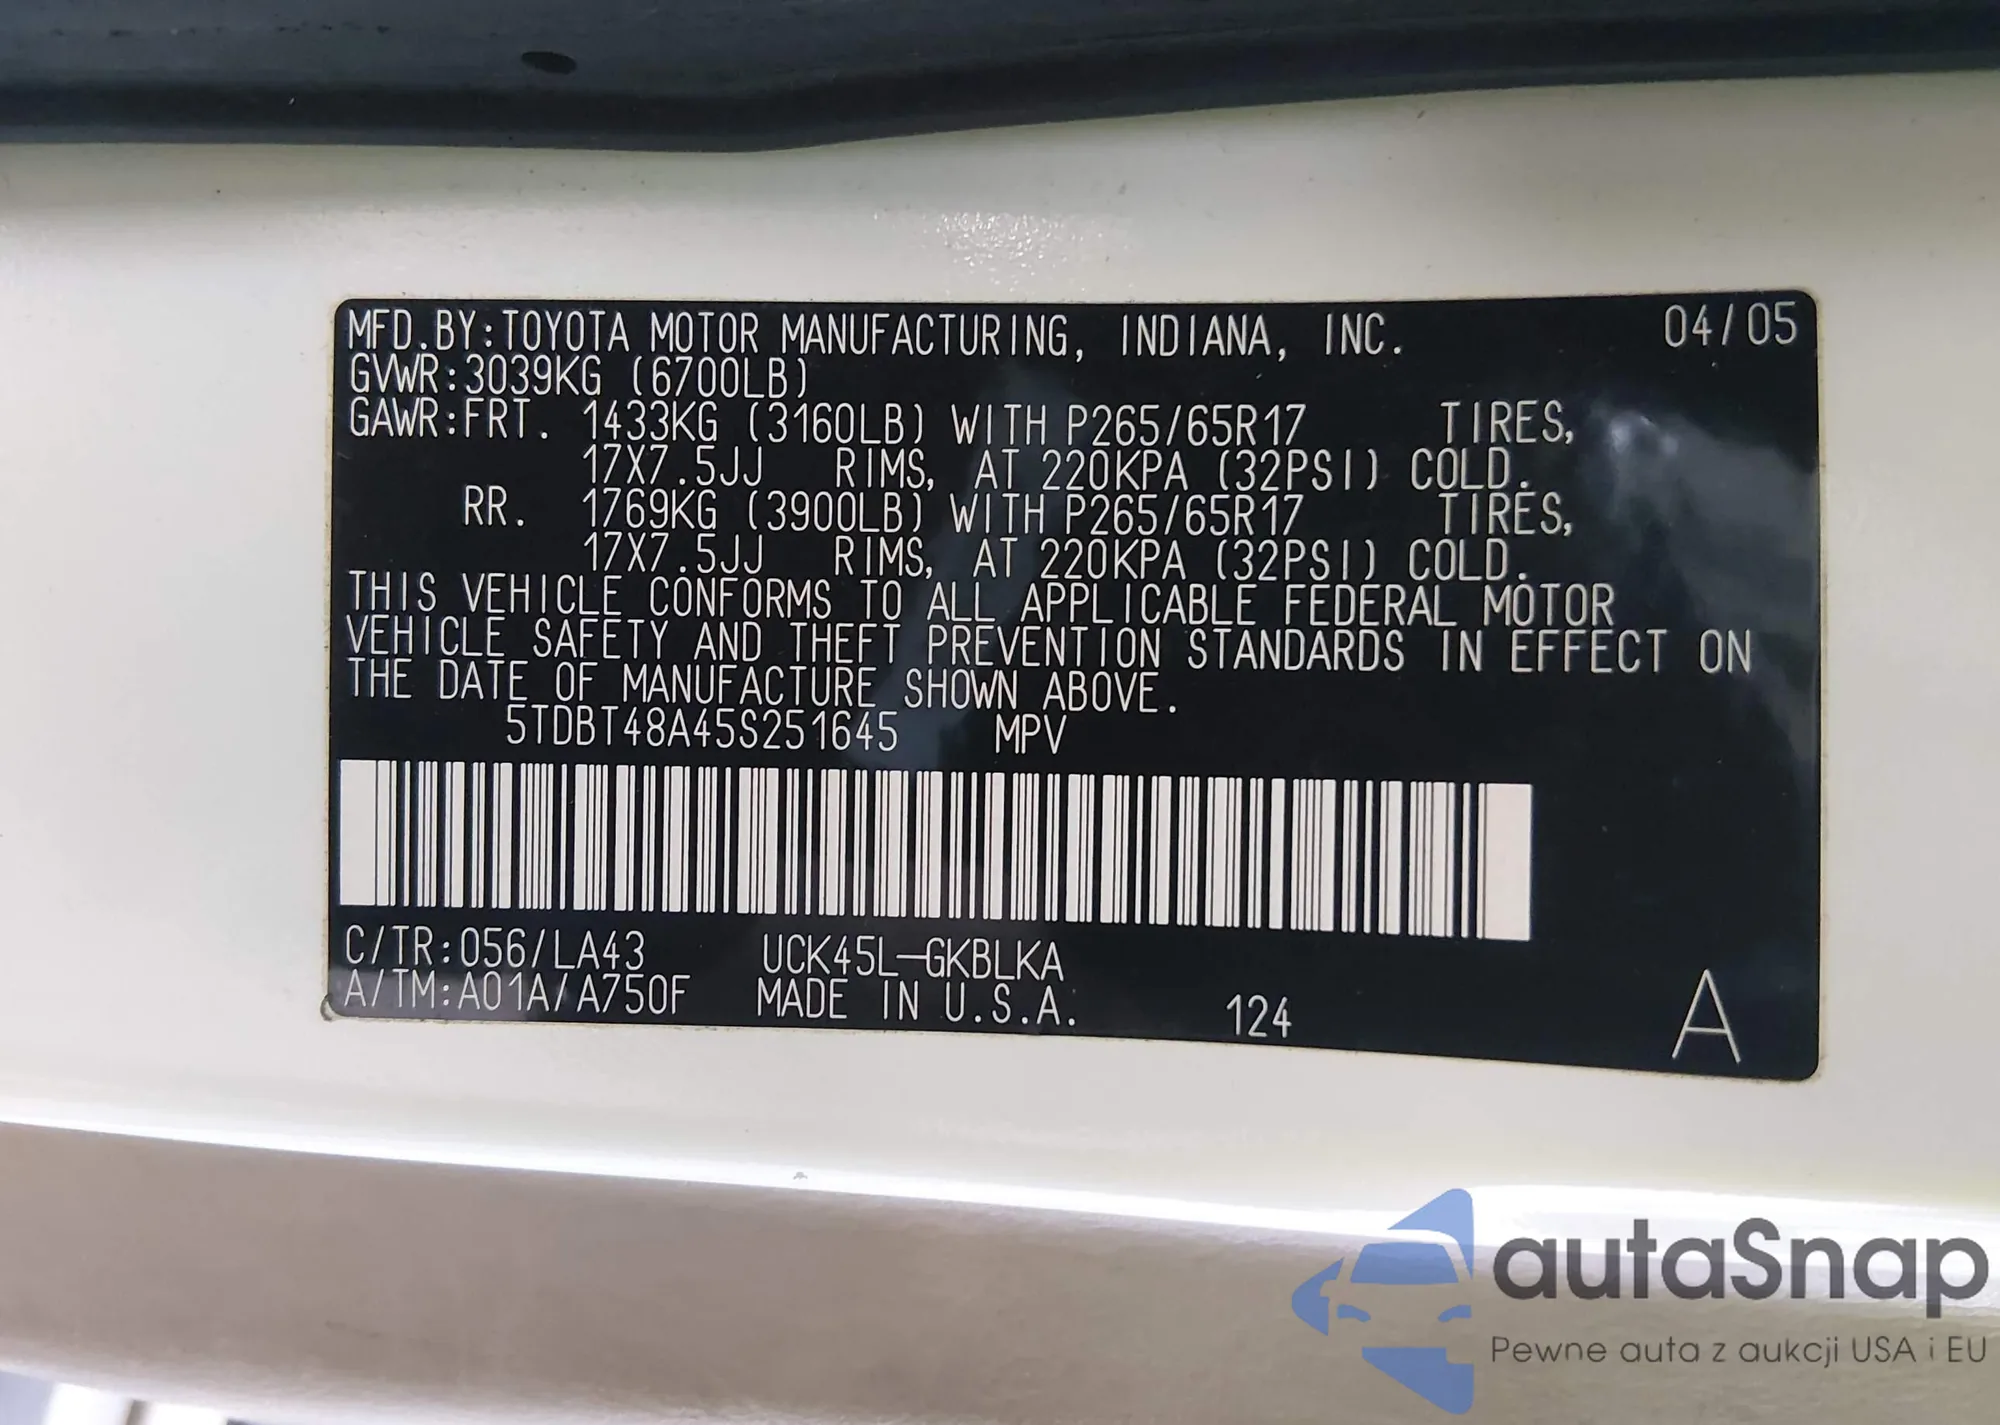 MFD.BY:TOYOTA MOTOR MANUFACTURING, INDIANA, INC. 04/05
GVWR:3039KG (6700LB)
GAWR:FRT. 1433KG (3160LB) WITH P265/65R17 TIRES,
17X7.5JJ RIMS, AT 220KPA (32PSI) COLD.
RR. 1769KG (3900LB) WITH P265/65R17 TIRES,
17X7.5JJ RIMS, AT 220KPA (32PSI) COLD.
THIS VEHICLE CONFORMS TO ALL APPLICABLE FEDERAL MOTOR
VEHICLE SAFETY AND THEFT PREVENTION STANDARDS IN EFFECT ON
THE DATE OF MANUFACTURE SHOWN ABOVE.
5TDBT48A45S251645 MPV
C/TR:056/LA43 UCK45L-GKBLKA
A/TM:A01A/A750F MADE IN U.S.A. 124 A
autaSnap
Pewne auta z aukcji USA i EU